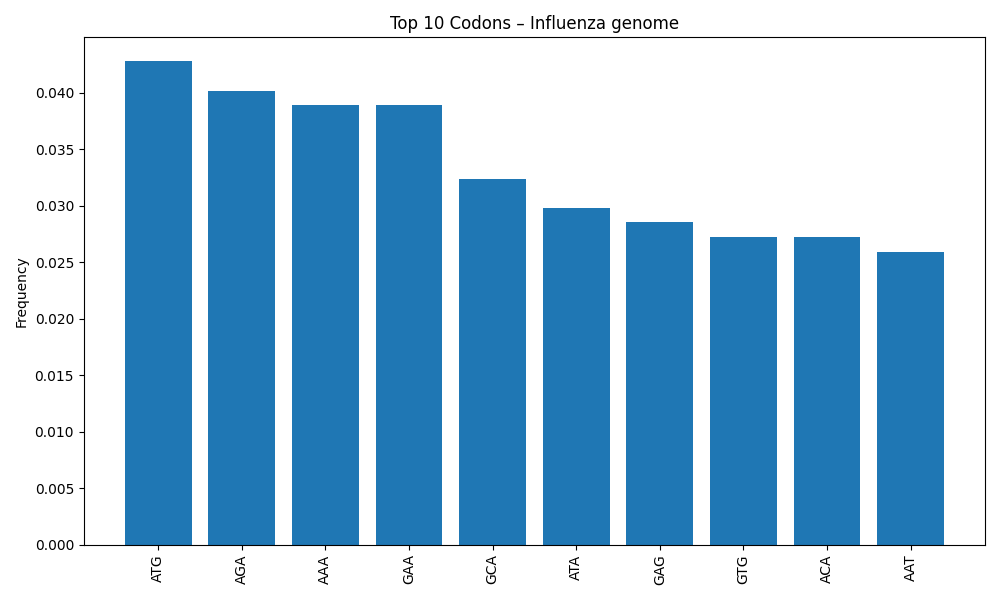 Top 10 Codons – Influenza genome
Frequency
0.040
0.035
0.030
0.025
0.020
0.015
0.010
0.005
0.000
ATG
AGA
AAA
GAA
GCA
ATA
GAG
GTG
ACA
AAT